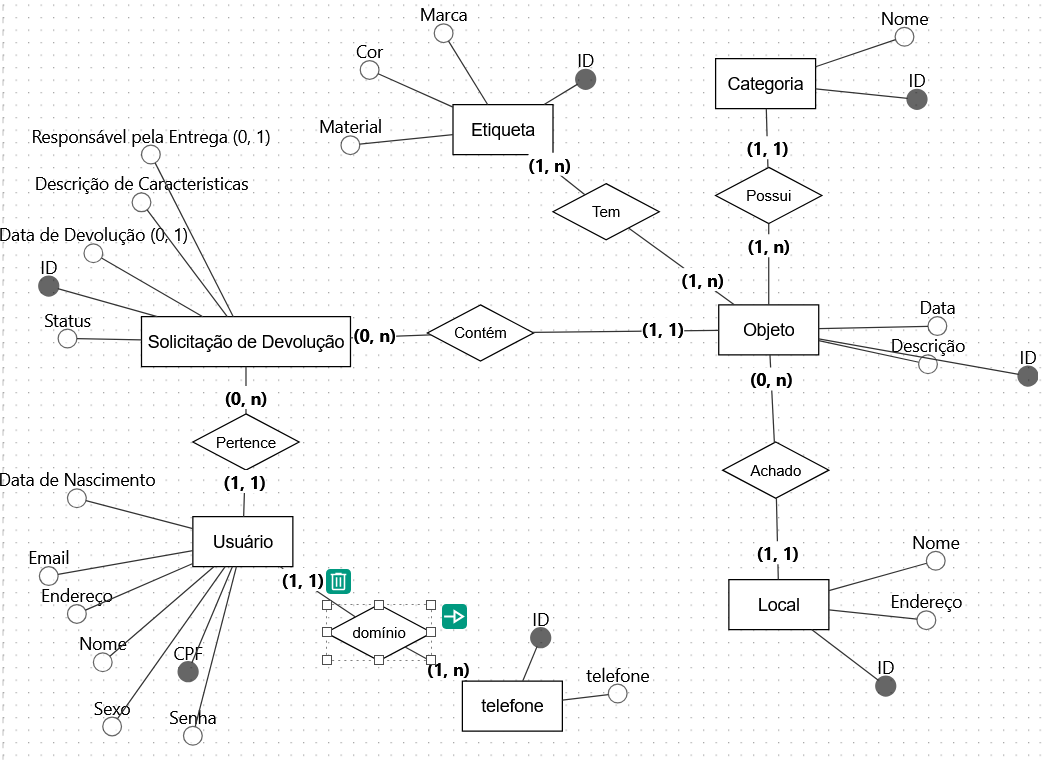 Marca
Nome
Cor
ID
ID
Categoria
Material
Etiqueta
Responsável pela Entrega (0, 1)
(1, 1)
(1, n)
Descrição de Caracteristicas
Possui
Tem
Data de Devolução (0, 1)
(1, n)
ID
(1, n)
Data
Status
Solicitação de Devolução
(0, n)
Contém
(1, 1)
Objeto
Descrição
ID
(0, n)
(0, n)
Pertence
Achado
Data de Nascimento
(1, 1)
Usuário
Nome
(1, 1)
Email
(1, 1)
Endereço
Local
Endereço
ID
domínio
Nome
CPF
ID
(1, n)
telefone
telefone
Sexo
Senha